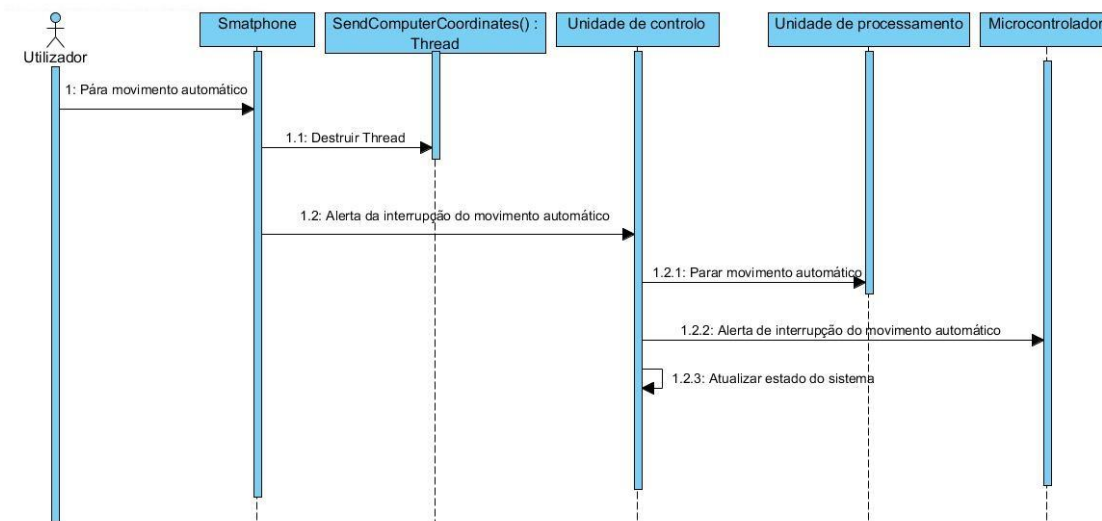 Smatphone
SendComputerCoordinates() :
Thread
Unidade de controlo
Unidade de processamento
Microcontrolador
Utilizador
1: Pára movimento automático
1.1: Destruir Thread
1.2: Alerta da interrupção do movimento automático
1.2.1: Parar movimento automático
1.2.2: Alerta de interrupção do movimento automático
1.2.3: Atualizar estado do sistema